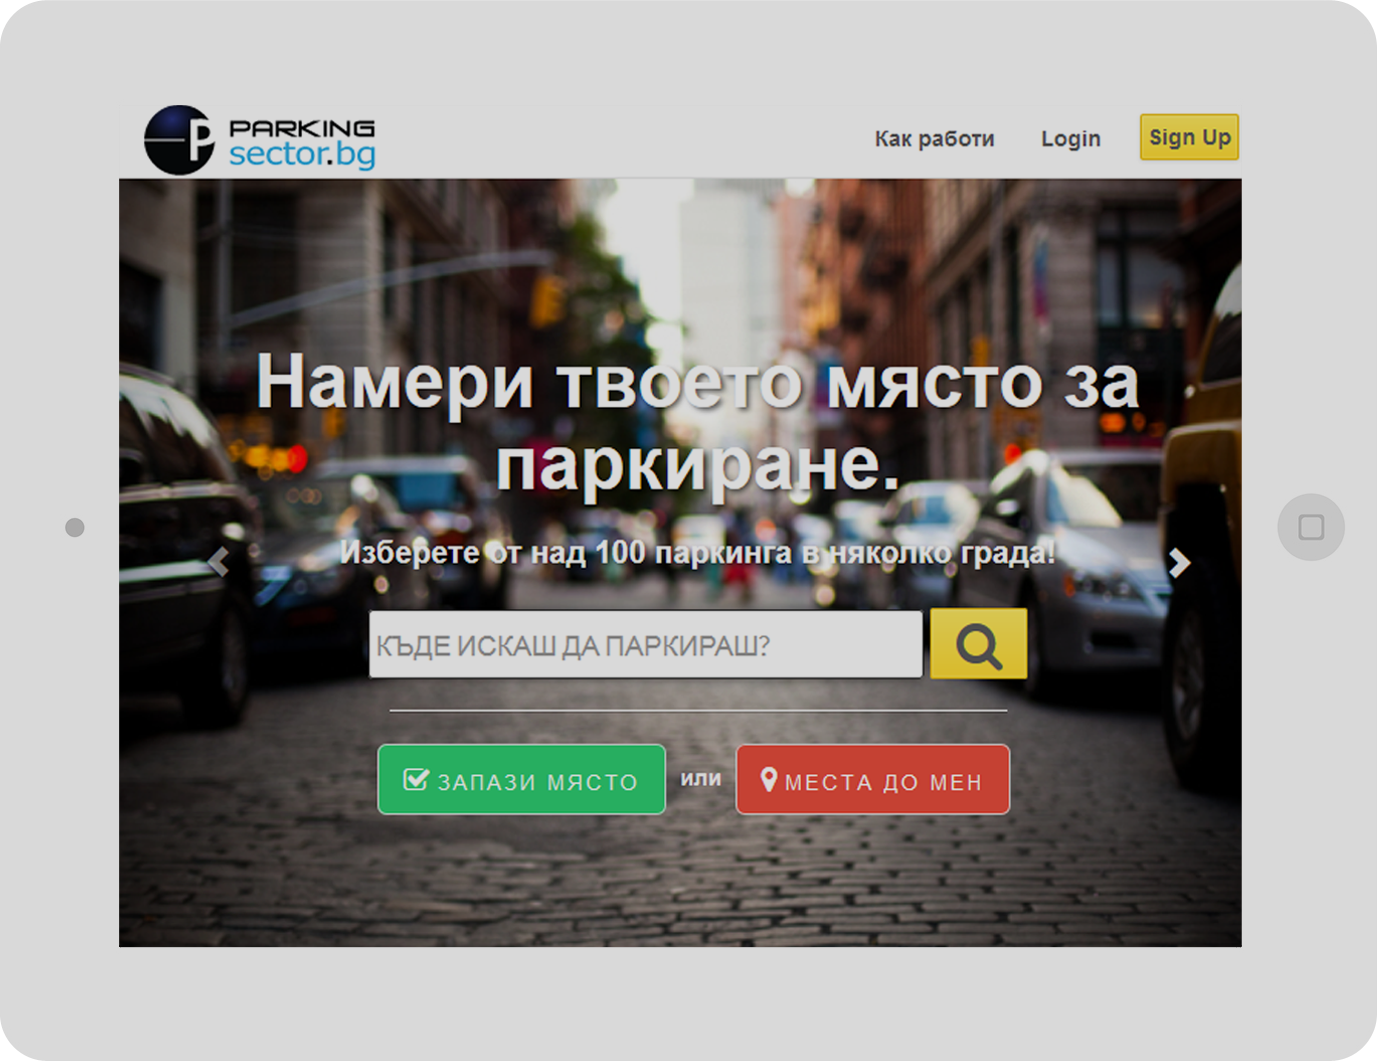 PARKING
sector.bg
Как работи
Login
Sign Up
Намери твоето място за
паркиране.
Изберете от над 100 паркинга в няколко града!
КЪДЕ ИСКАШ ДА ПАРКИРАШ?
ЗАПАЗИ МЯСТО
или
МЕСТА ДО МЕН